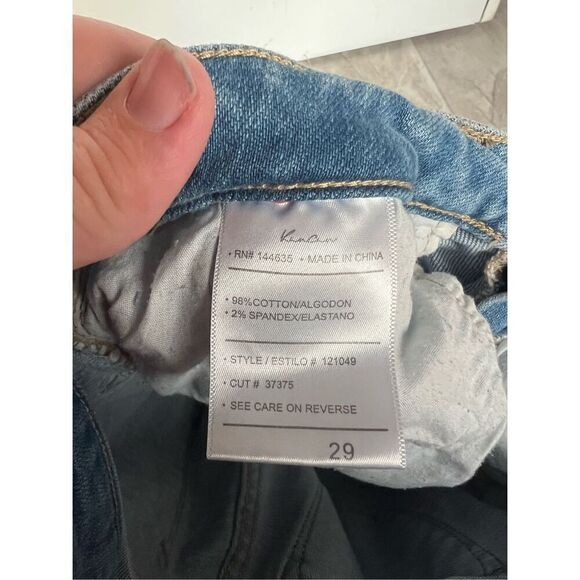 KanCan
• RN# 144635 • MADE IN CHINA
• 98%COTTON/ALGODON
• 2% SPANDEX/ELASTANO
• STYLE / ESTILO # 121049
• CUT # 37375
• SEE CARE ON REVERSE
29